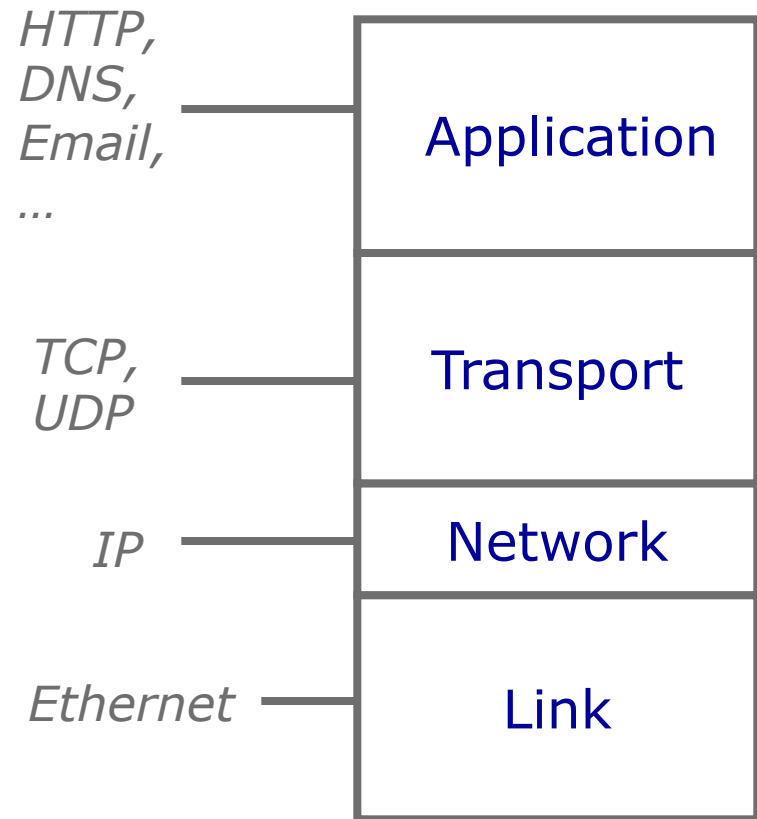 HTTP,
DNS,
Email,
…
Application
TCP,
UDP
Transport
IP
Network
Ethernet
Link